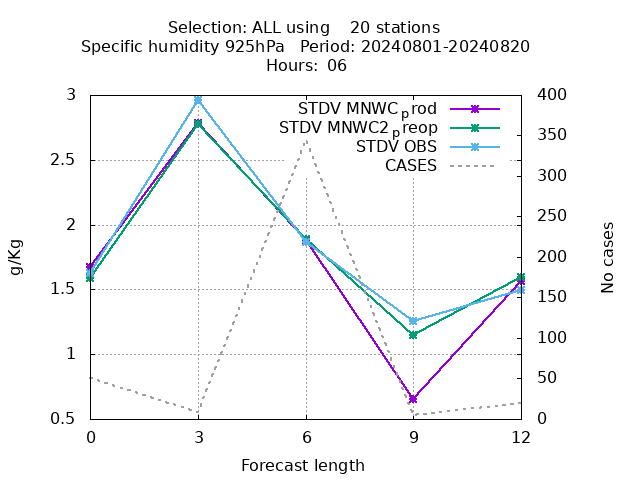 Selection: ALL using    20 stations
Specific humidity 925hPa   Period: 20240801-20240820
Hours: 06
STDV MNWCprod
STDV MNWC2preop
STDV OBS
CASES
g/Kg
3
2.5
2
1.5
1
0.5
No cases
400
350
300
250
200
150
100
50
0
0 3 6 9 12
Forecast length